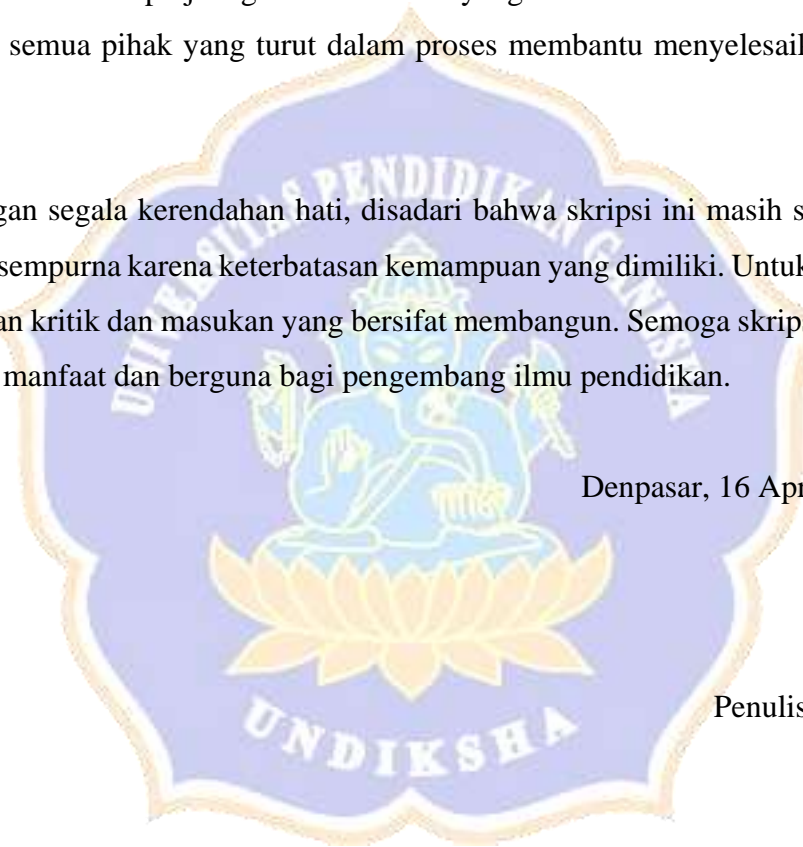 semua pihak yang turut dalam proses membantu menyelesaik
gan segala kerendahan hati, disadari bahwa skripsi ini masih s
sempurna karena keterbatasan kemampuan yang dimiliki. Untuk
an kritik dan masukan yang bersifat membangun. Semoga skrip
manfaat dan berguna bagi pengembang ilmu pendidikan.
Denpasar, 16 Apr
Penulis
UNIVERSITAS PENDIDIKAN GANESHA
UNDIKSHA